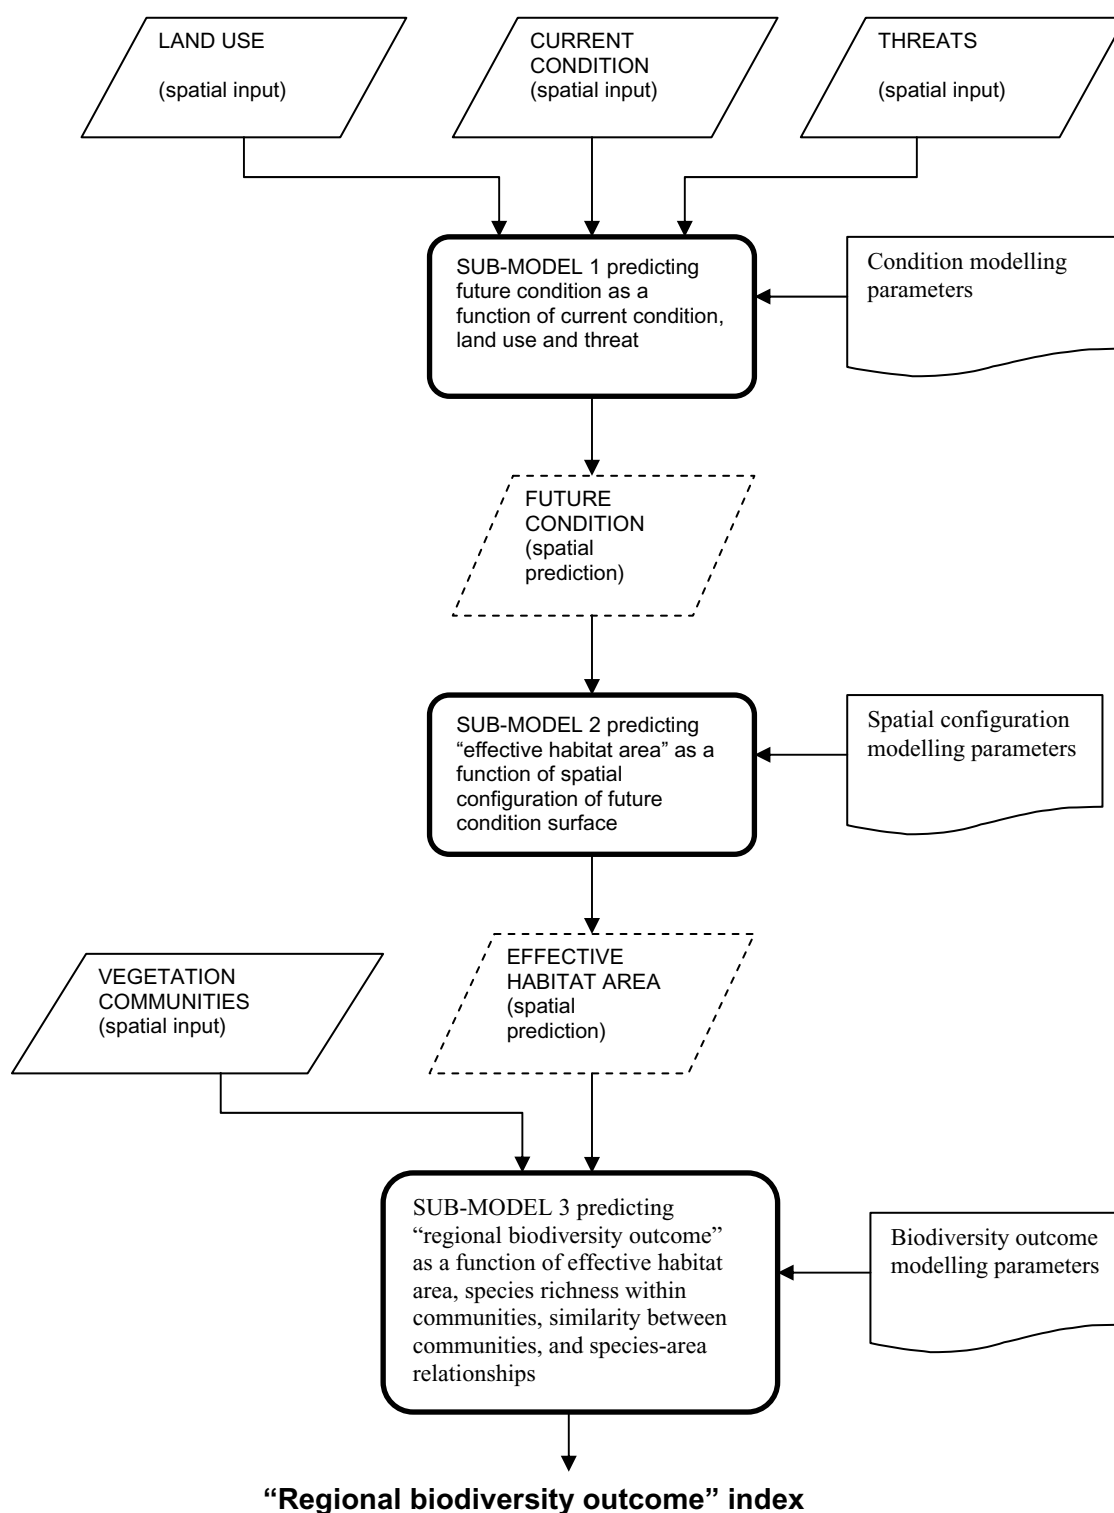 LAND USE
(spatial input)
CURRENT
CONDITION
(spatial input)
THREATS
(spatial input)
SUB-MODEL 1 predicting
future condition as a
function of current condition,
land use and threat
Condition modelling
parameters
FUTURE
CONDITION
(spatial
prediction)
SUB-MODEL 2 predicting
“effective habitat area” as a
function of spatial
configuration of future
condition surface
Spatial configuration
modelling parameters
VEGETATION
COMMUNITIES
(spatial input)
EFFECTIVE
HABITAT AREA
(spatial
prediction)
SUB-MODEL 3 predicting
“regional biodiversity outcome”
as a function of effective habitat
area, species richness within
communities, similarity between
communities, and species-area
relationships
Biodiversity outcome
modelling parameters
“Regional biodiversity outcome” index